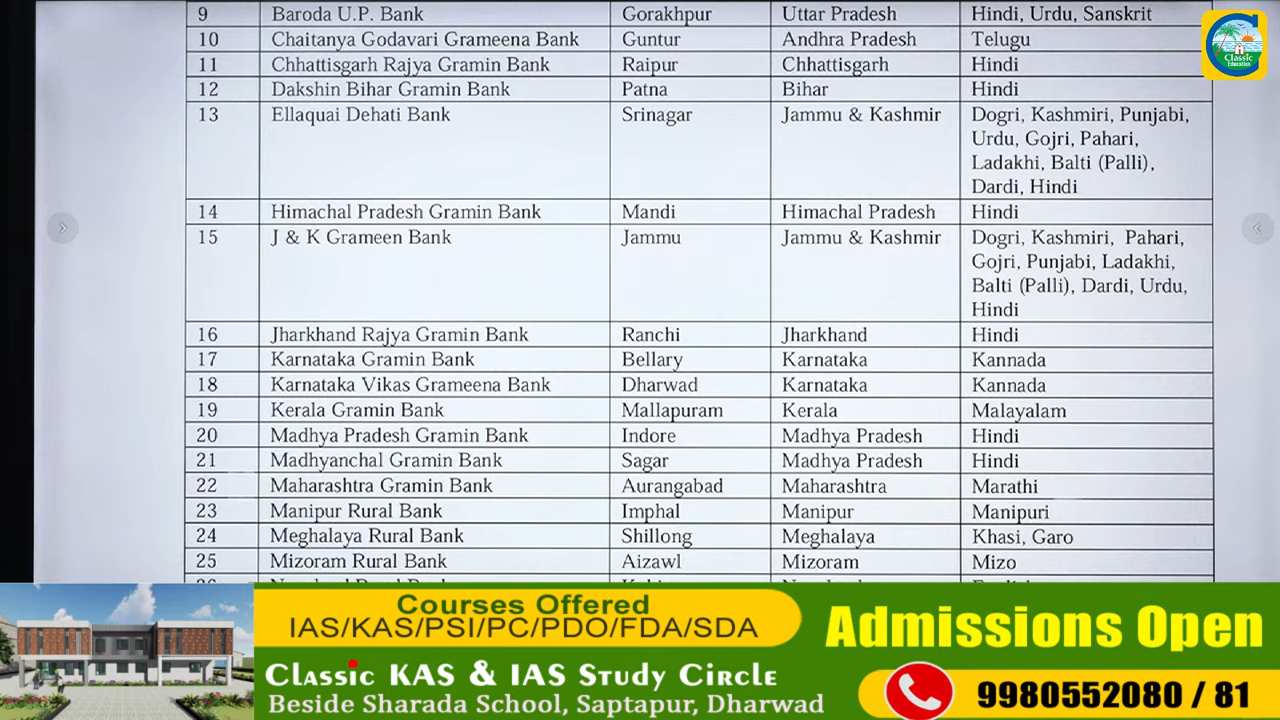 9 Baroda U.P. Bank Gorakhpur Uttar Pradesh Hindi, Urdu, Sanskrit
10 Chaitanya Godavari Grameena Bank Guntur Andhra Pradesh Telugu
11 Chhattisgarh Rajya Gramin Bank Raipur Chhattisgarh Hindi
12 Dakshin Bihar Gramin Bank Patna Bihar Hindi
13 Ellaquai Dehati Bank Srinagar Jammu & Kashmir Dogri, Kashmiri, Punjabi,
Urdu, Gojri, Pahari,
Ladakhi, Balti (Palli),
Dardi, Hindi
14 Himachal Pradesh Gramin Bank Mandi Himachal Pradesh Hindi
15 J & K Grameen Bank Jammu Jammu & Kashmir Dogri, Kashmiri, Pahari,
Gojri, Punjabi, Ladakhi,
Balti (Palli), Dardi, Urdu,
Hindi
16 Jharkhand Rajya Gramin Bank Ranchi Jharkhand Hindi
17 Karnataka Gramin Bank Bellary Karnataka Kannada
18 Karnataka Vikas Grameena Bank Dharwad Karnataka Kannada
19 Kerala Gramin Bank Mallapuram Kerala Malayalam
20 Madhya Pradesh Gramin Bank Indore Madhya Pradesh Hindi
21 Madhyanchal Gramin Bank Sagar Madhya Pradesh Hindi
22 Maharashtra Gramin Bank Aurangabad Maharashtra Marathi
23 Manipur Rural Bank Imphal Manipur Manipuri
24 Meghalaya Rural Bank Shillong Meghalaya Khasi, Garo
25 Mizoram Rural Bank Aizawl Mizoram Mizo
Classic
Education
Courses Offered
IAS/KAS/PSI/PC/PDO/FDA/SDA
Classic KAS & IAS Study Circle
Beside Sharada School, Saptapur, Dharwad
Admissions Open
9980552080 / 81